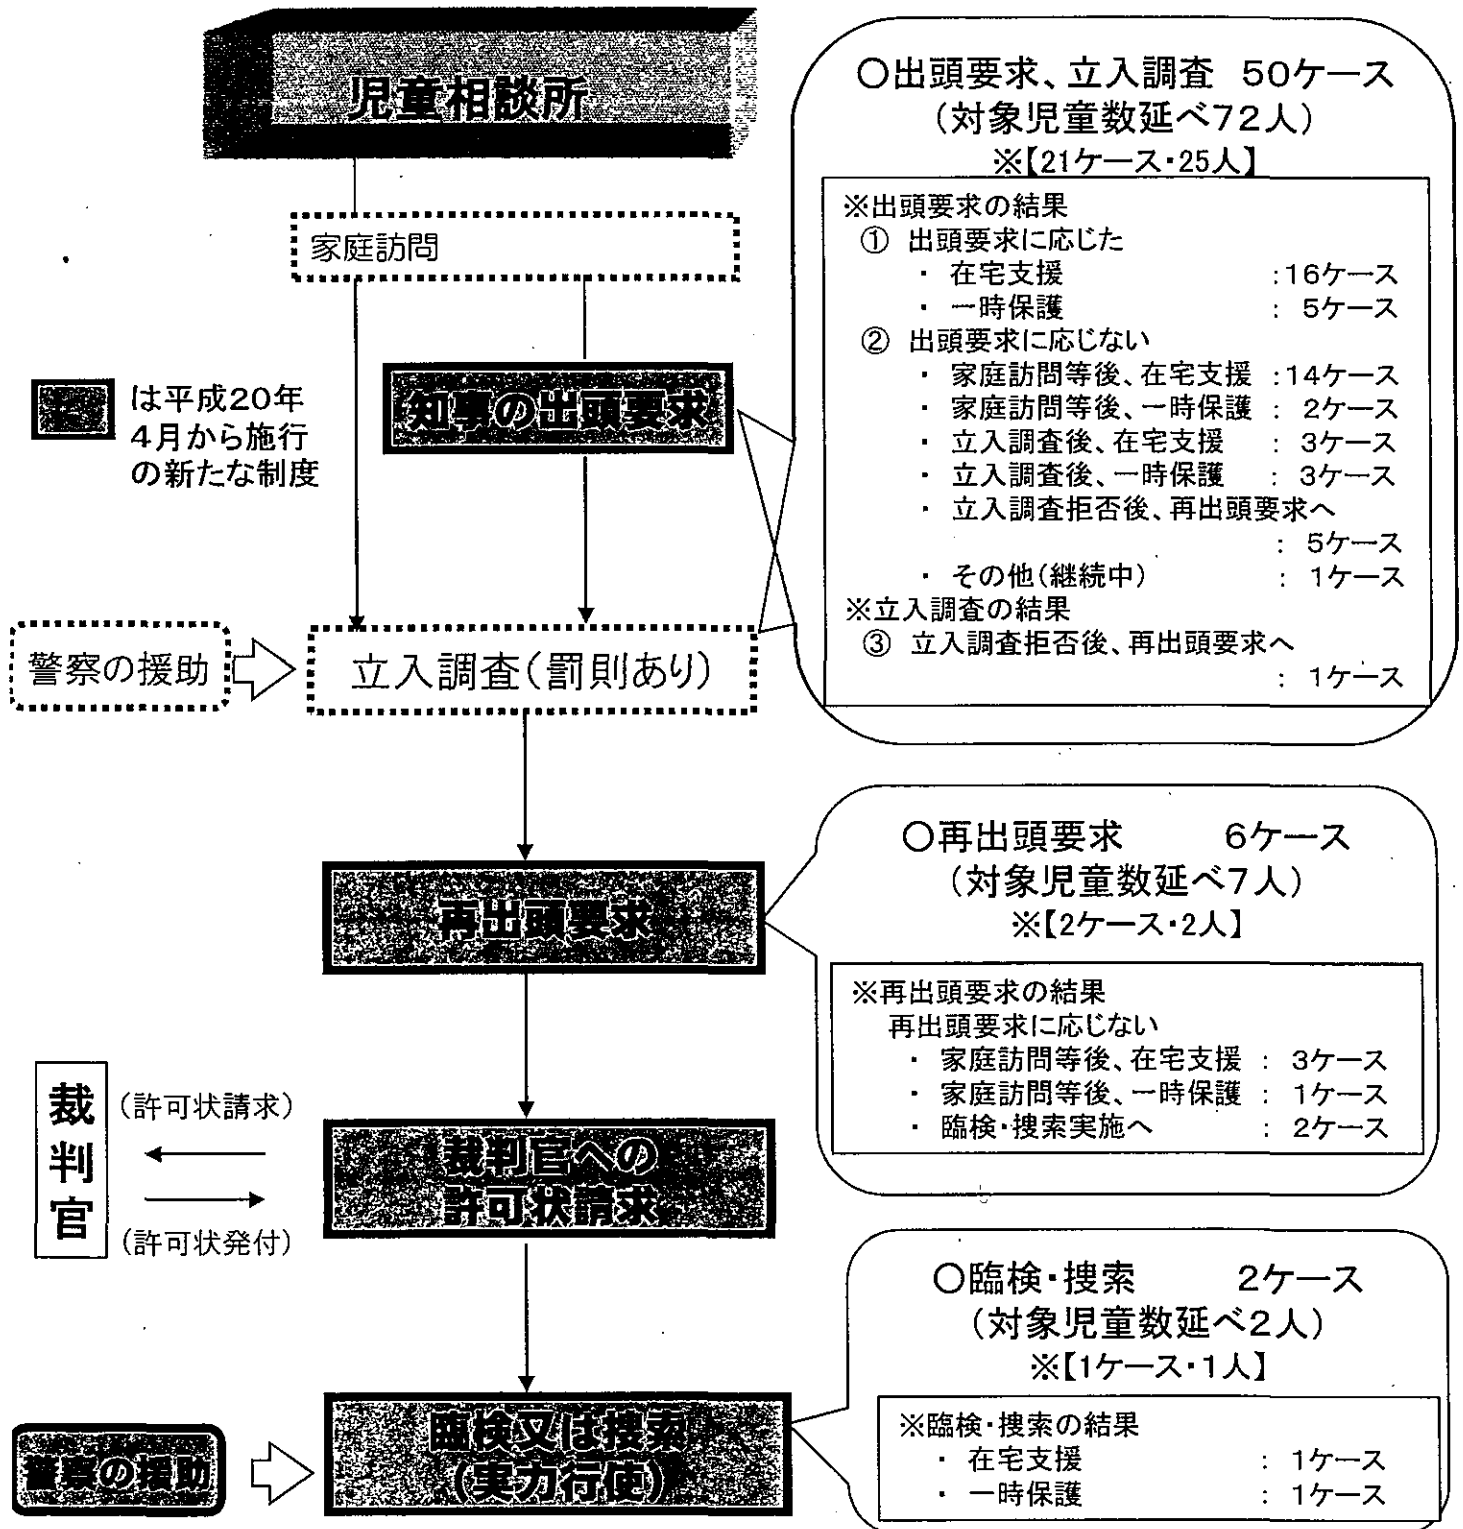 児童相談所
家庭訪問
は平成20年
4月から施行
の新たな制度
知事の出頭要求
警察の援助
立入調査(罰則あり)
再出頭要求
裁判官
(許可状請求)
(許可状発付)
裁判官への
許可状請求
警察の援助
臨検又は捜索
(実力行使)
○出頭要求、立入調査 50ケース
(対象児童数延べ72人)
※【21ケース・25人】
※出頭要求の結果
① 出頭要求に応じた
・ 在宅支援 :16ケース
・ 一時保護 : 5ケース
② 出頭要求に応じない
・ 家庭訪問等後、在宅支援 :14ケース
・ 家庭訪問等後、一時保護 : 2ケース
・ 立入調査後、在宅支援 : 3ケース
・ 立入調査後、一時保護 : 3ケース
・ 立入調査拒否後、再出頭要求へ
: 5ケース
・ その他(継続中) : 1ケース
※立入調査の結果
③ 立入調査拒否後、再出頭要求へ
: 1ケース
○再出頭要求 6ケース
(対象児童数延べ7人)
※【2ケース・2人】
※再出頭要求の結果
再出頭要求に応じない
・ 家庭訪問等後、在宅支援 : 3ケース
・ 家庭訪問等後、一時保護 : 1ケース
・ 臨検・捜索実施へ : 2ケース
○臨検・捜索 2ケース
(対象児童数延べ2人)
※【1ケース・1人】
※臨検・捜索の結果
・ 在宅支援 : 1ケース
・ 一時保護 : 1ケース